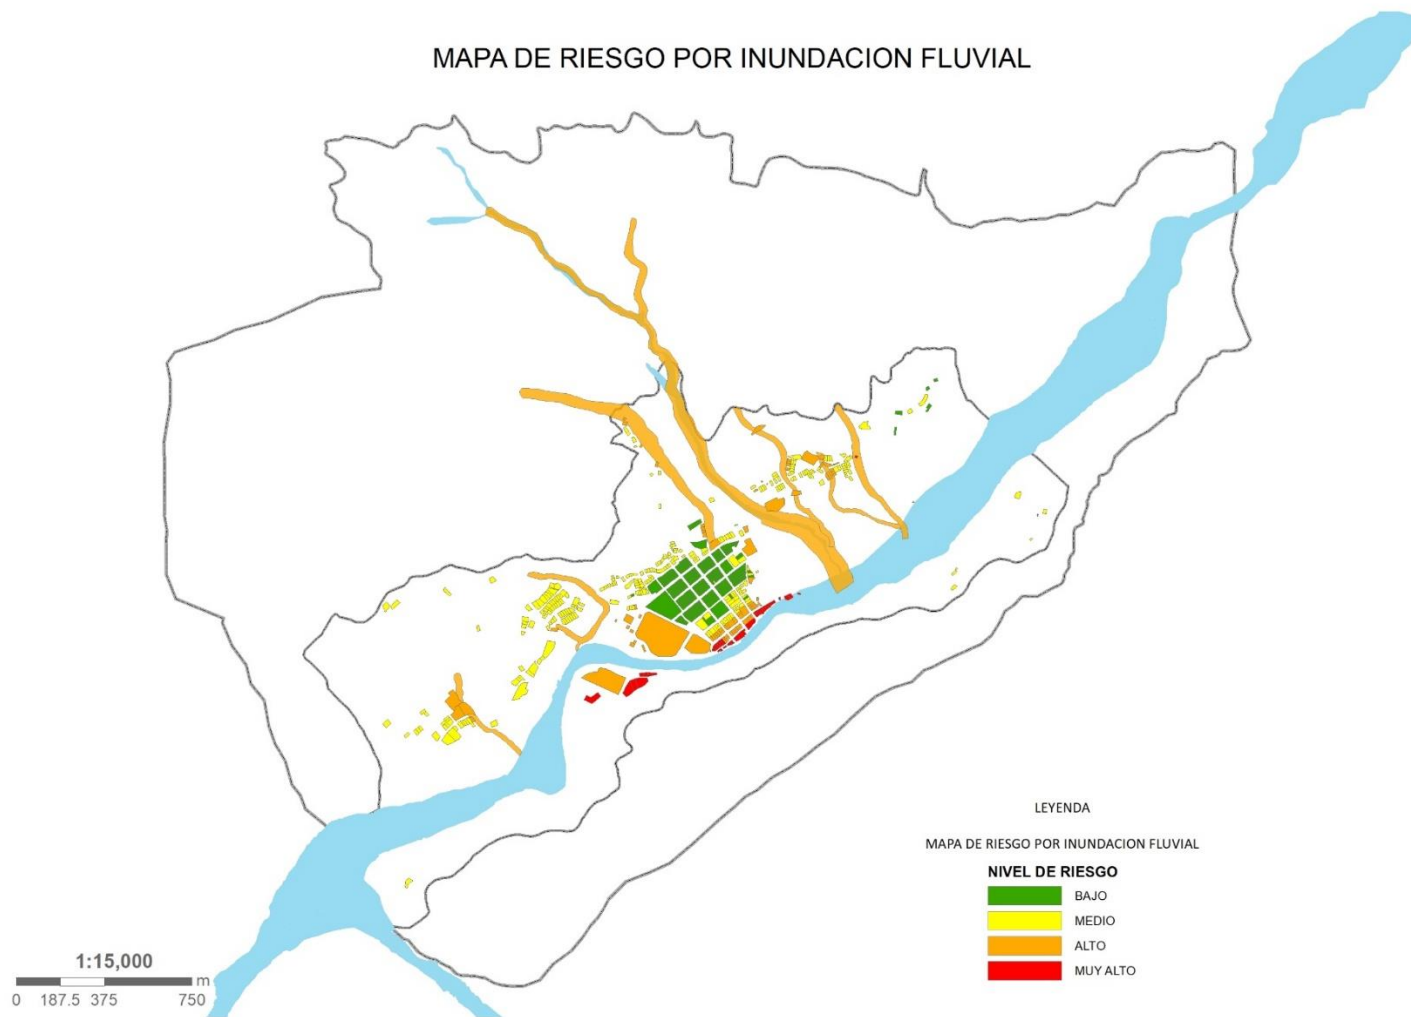 MAPA DE RIESGO POR INUNDACION FLUVIAL
LEYENDA
MAPA DE RIESGO POR INUNDACION FLUVIAL
NIVEL DE RIESGO
BAJO
MEDIO
ALTO
MUY ALTO
1:15,000
m
0 187.5 375 750